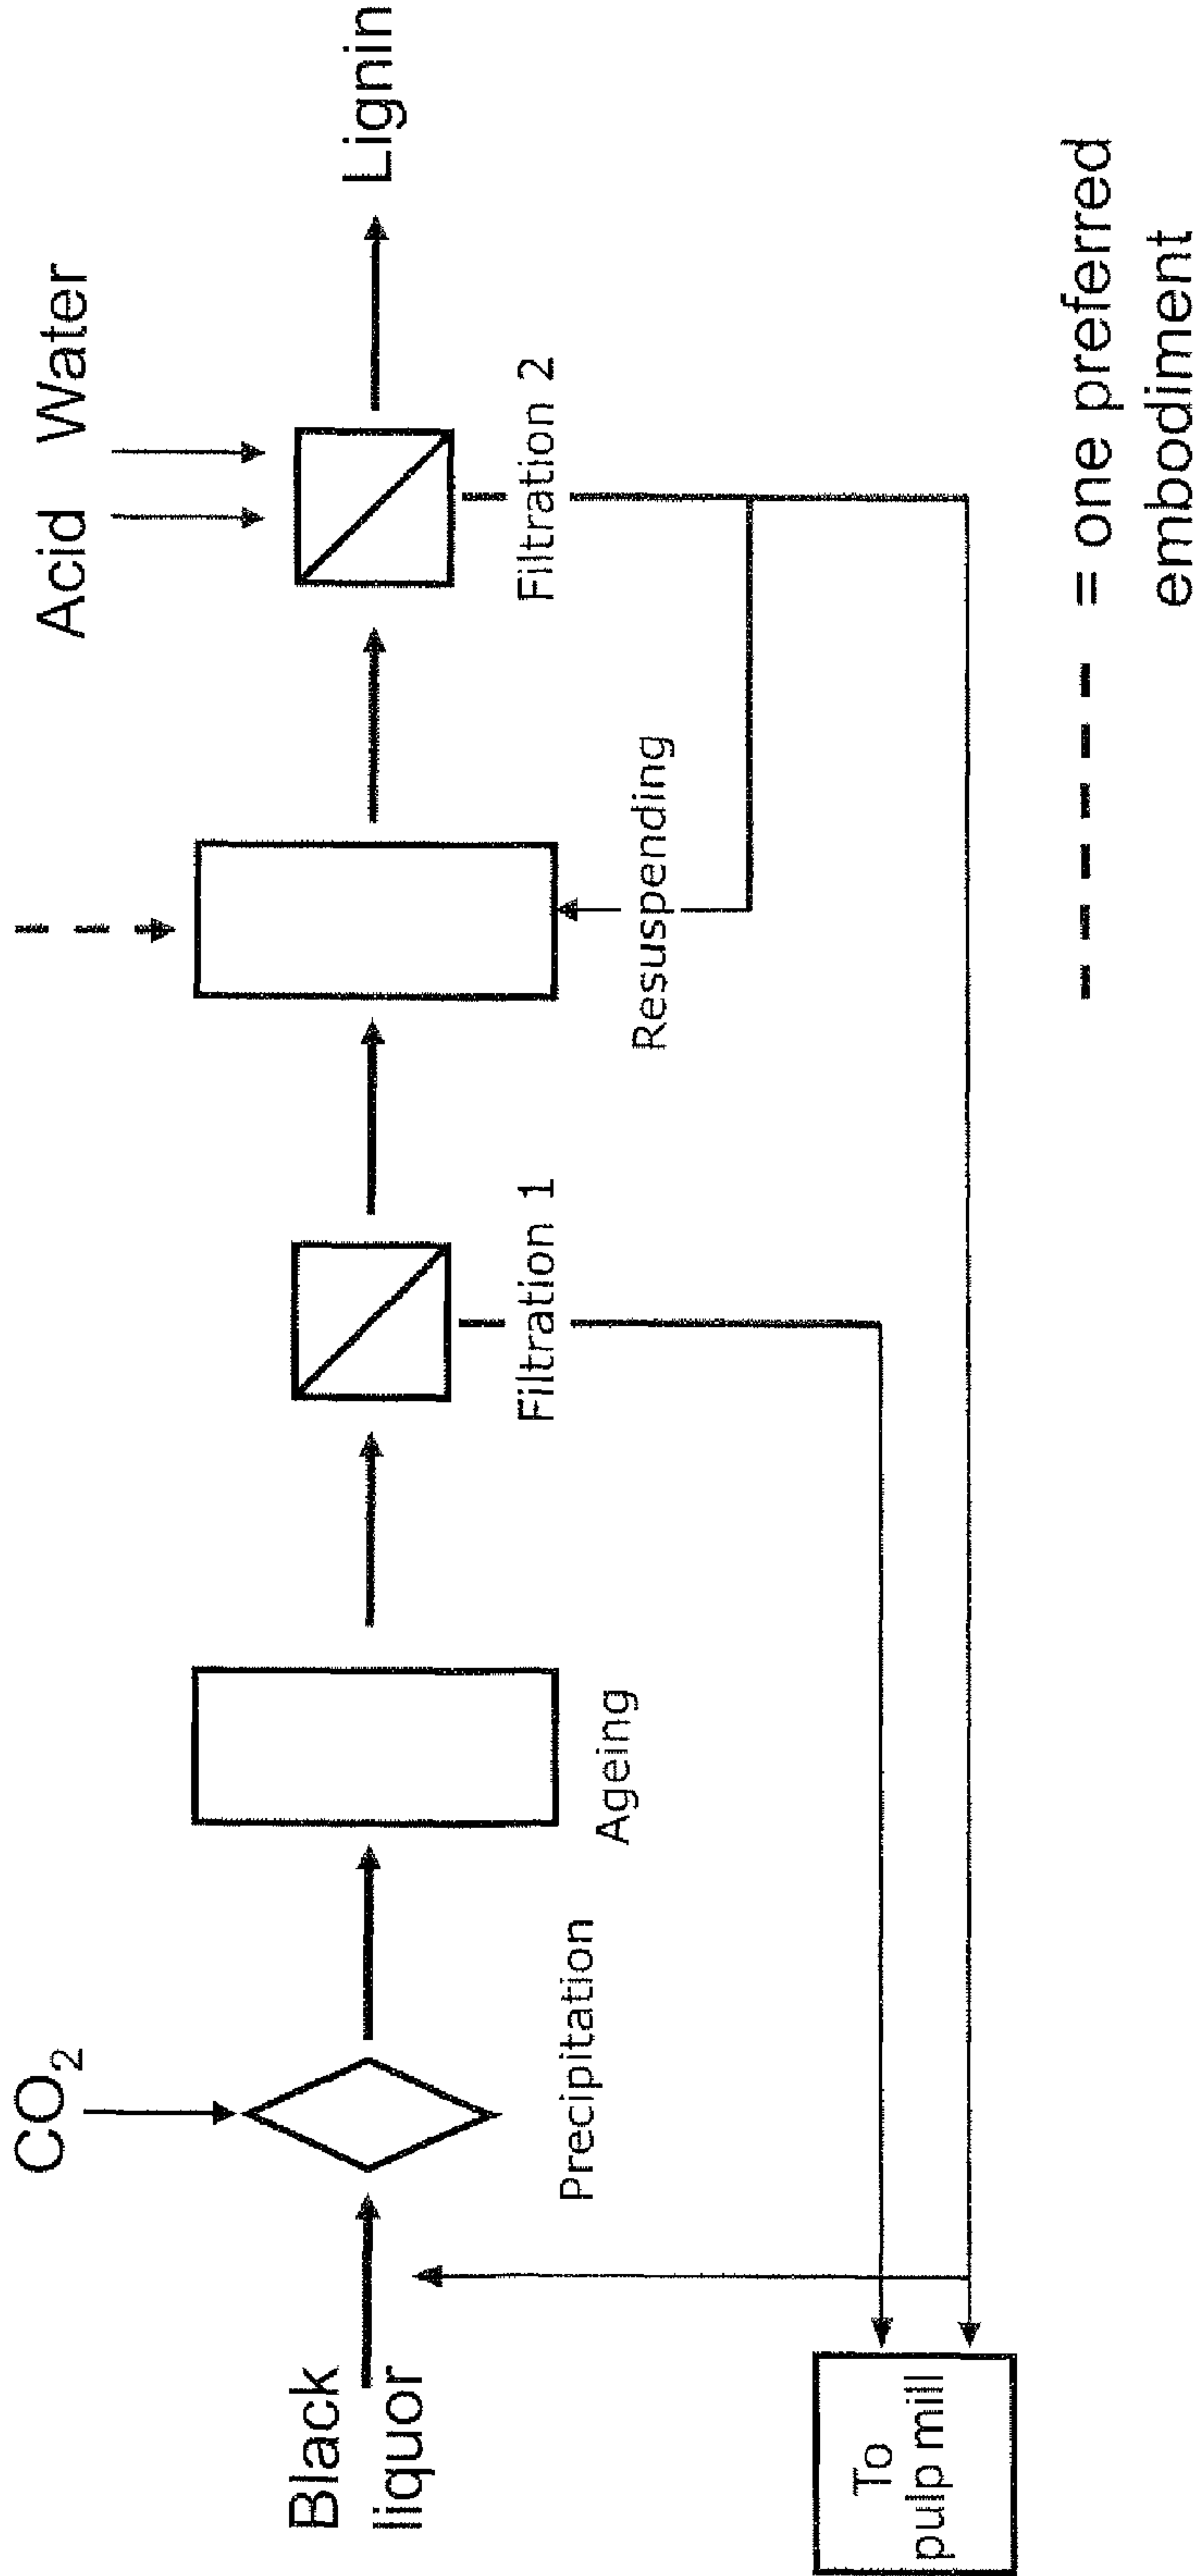 CO2
Acid Water
Black
liquor
Lignin
Precipitation
Ageing
Filtration 1
Resuspending
Filtration 2
To
pulp mill
= one preferred
embodiment